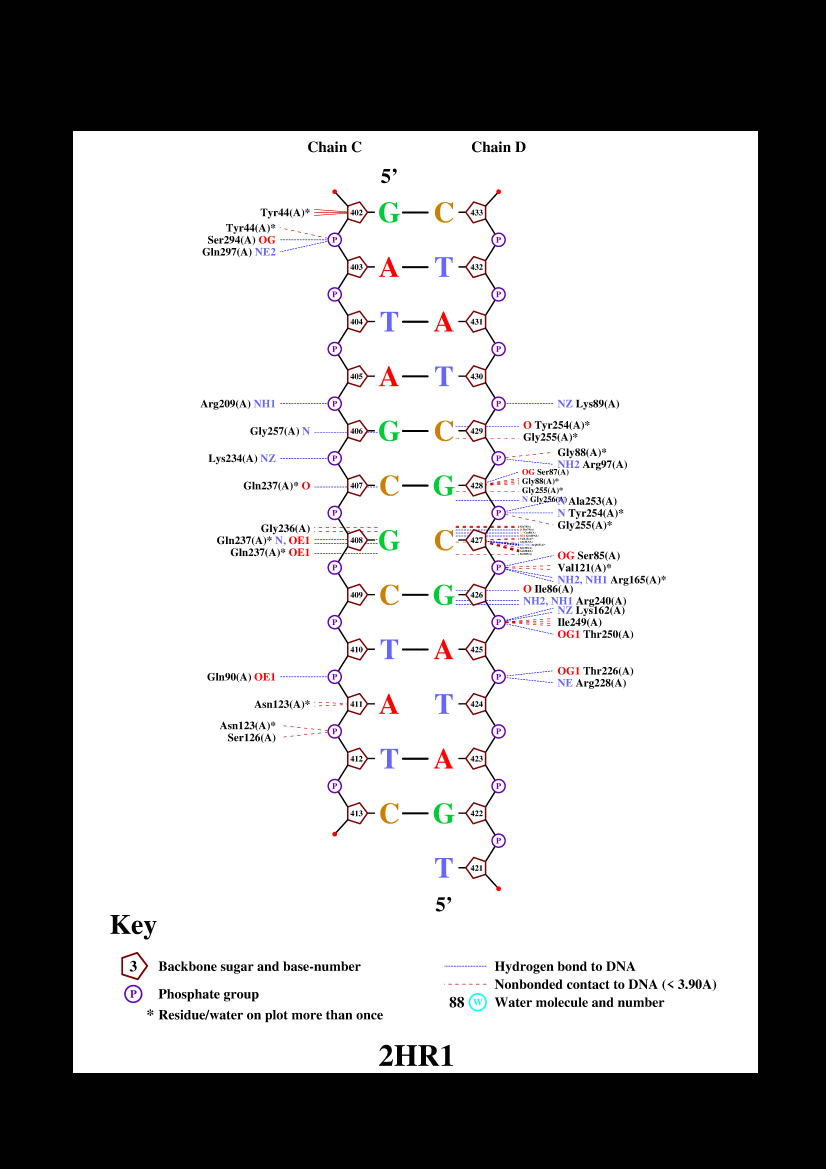 Chain C Chain D
5’
Tyr44(A)* 402 G C 433
Tyr44(A)*
Ser294(A) OG P P
Gln297(A) NE2
403 A T 432
P P
404 T A 431
P P
405 A T 430
Arg209(A) NH1 P P NZ Lys89(A)
O Tyr254(A)*
Gly257(A) N 406 G C 429
Gly255(A)*
Gly88(A)*
Lys234(A) NZ P P
NH2 Arg97(A)
OG Ser87(A)
Gly88(A)*
Gln237(A)* O 407 C G 428
Gly255(A)*
N Gly256(A)
N Ala253(A)
P P N Tyr254(A)*
Gly255(A)*
Gly236(A)
Gln237(A)* N, OE1 408 G C 427
Gln237(A)* OE1
OG Ser85(A)
P P Val121(A)*
NH2, NH1 Arg165(A)*
O Ile86(A)
409 C G 426
NH2, NH1 Arg240(A)
NZ Lys162(A)
P P Ile249(A)
OG1 Thr250(A)
410 T A 425
OG1 Thr226(A)
Gln90(A) OE1 P P
NE Arg228(A)
Asn123(A)* 411 A T 424
Asn123(A)*
P P
Ser126(A)
412 T A 423
P P
413 C G 422
P
T 421
5’
Key
3 Backbone sugar and base-number
P Phosphate group
* Residue/water on plot more than once
Hydrogen bond to DNA
Nonbonded contact to DNA (< 3.90A)
88 W Water molecule and number
2HR1